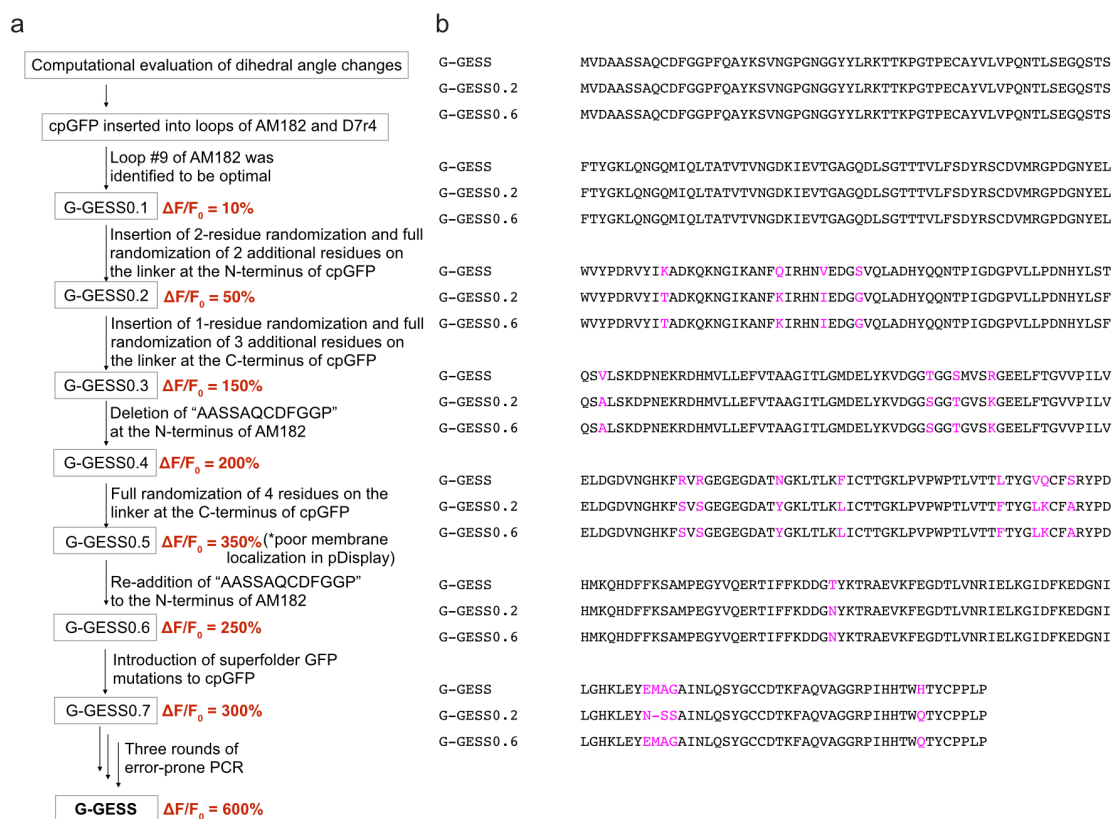 a
Computational evaluation of dihedral angle changes
cpGFP inserted into loops of AM182 and D7r4
Loop #9 of AM182 was
identified to be optimal
G-GESS0.1 ΔF/F₀ = 10%
Insertion of 2-residue randomization and full
randomization of 2 additional residues on
the linker at the N-terminus of cpGFP
G-GESS0.2 ΔF/F₀ = 50%
Insertion of 1-residue randomization and full
randomization of 3 additional residues on
the linker at the C-terminus of cpGFP
G-GESS0.3 ΔF/F₀ = 150%
Deletion of “AASSAQCDFGGP”
at the N-terminus of AM182
G-GESS0.4 ΔF/F₀ = 200%
Full randomization of 4 residues on the
linker at the C-terminus of cpGFP
G-GESS0.5 ΔF/F₀ = 350% (*poor membrane
localization in pDisplay)
Re-addition of “AASSAQCDFGGP”
to the N-terminus of AM182
G-GESS0.6 ΔF/F₀ = 250%
Introduction of superfolder GFP
mutations to cpGFP
G-GESS0.7 ΔF/F₀ = 300%
Three rounds of
error-prone PCR
G-GESS ΔF/F₀ = 600%
b
G-GESS MVDAASSAQCDFGGPFQAYKSVNGPGNGGYYLRKTTKPGTPECAYVLVPQNTLSEGQSTS
G-GESS0.2 MVDAASSAQCDFGGPFQAYKSVNGPGNGGYYLRKTTKPGTPECAYVLVPQNTLSEGQSTS
G-GESS0.6 MVDAASSAQCDFGGPFQAYKSVNGPGNGGYYLRKTTKPGTPECAYVLVPQNTLSEGQSTS
G-GESS FTYGKLQNGQMIQLTATVTVNGDKIEVTGAGQDLSGTTTVLFSDYRSCDVMRGPDGNYEL
G-GESS0.2 FTYGKLQNGQMIQLTATVTVNGDKIEVTGAGQDLSGTTTVLFSDYRSCDVMRGPDGNYEL
G-GESS0.6 FTYGKLQNGQMIQLTATVTVNGDKIEVTGAGQDLSGTTTVLFSDYRSCDVMRGPDGNYEL
G-GESS WVYPDRVYIKADKQKNGIKANFQIRHNVEDGSVQLADHYQQNTPIGDGPVLLPDNHYLST
G-GESS0.2 WVYPDRVYITADKQKNGIKANFKIRHNIEDGGVQLADHYQQNTPIGDGPVLLPDNHYLSF
G-GESS0.6 WVYPDRVYITADKQKNGIKANFKIRHNIEDGGVQLADHYQQNTPIGDGPVLLPDNHYLSF
G-GESS QSVLSKDPNEKRDHMVLLEFVTAAGITLGMDELYKVDGGTGGSMVSRGEELFTGVVPILV
G-GESS0.2 QSALSKDPNEKRDHMVLLEFVTAAGITLGMDELYKVDGGSGGTGVSKGEELFTGVVPILV
G-GESS0.6 QSALSKDPNEKRDHMVLLEFVTAAGITLGMDELYKVDGGSGGTGVSKGEELFTGVVPILV
G-GESS ELDGDVNGHKFRVRGEGEGDATNGKLTLKFICTTGKLPVPWPTLVTTLTYGVQCFSRYPD
G-GESS0.2 ELDGDVNGHKFSVSGEGEGDATYGKLTLKLICTTGKLPVPWPTLVTTFTYGLKCFARYPD
G-GESS0.6 ELDGDVNGHKFSVSGEGEGDATYGKLTLKLICTTGKLPVPWPTLVTTFTYGLKCFARYPD
G-GESS HMKQHDFFKSAMPEGYVQERTIFFKDDGTYKTRAEVKFEGDTLVNRIELKGIDFKEDGNI
G-GESS0.2 HMKQHDFFKSAMPEGYVQERTIFFKDDGNYKTRAEVKFEGDTLVNRIELKGIDFKEDGNI
G-GESS0.6 HMKQHDFFKSAMPEGYVQERTIFFKDDGNYKTRAEVKFEGDTLVNRIELKGIDFKEDGNI
G-GESS LGHKLEYEMAGAINLQSYGCCDTKFAQVAGGRPIHHTWHTYCPPLP
G-GESS0.2 LGHKLEYN-SSAINLQSYGCCDTKFAQVAGGRPIHHTWQTYCPPLP
G-GESS0.6 LGHKLEYEMAGAINLQSYGCCDTKFAQVAGGRPIHHTWQTYCPPLP